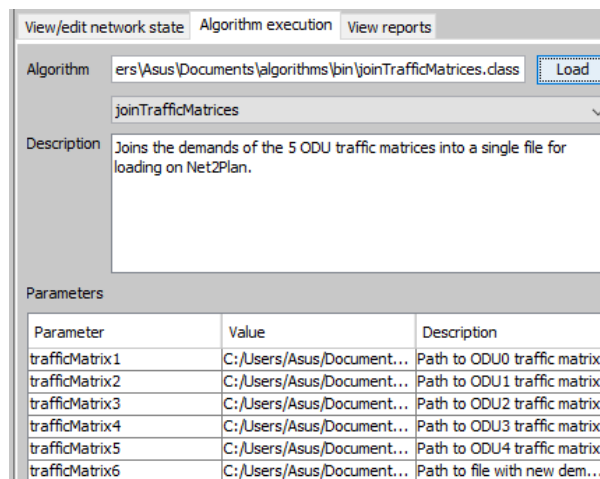 View/edit network state Algorithm execution View reports
Algorithm ers\Asus\Documents\algorithms\bin\joinTrafficMatrices.class Load
joinTrafficMatrices
Description Joins the demands of the 5 ODU traffic matrices into a single file for
loading on Net2Plan.
Parameters
Parameter Value Description
trafficMatrix1 C:/Users/Asus/Document... Path to ODU0 traffic matrix
trafficMatrix2 C:/Users/Asus/Document... Path to ODU1 traffic matrix
trafficMatrix3 C:/Users/Asus/Document... Path to ODU2 traffic matrix
trafficMatrix4 C:/Users/Asus/Document... Path to ODU3 traffic matrix
trafficMatrix5 C:/Users/Asus/Document... Path to ODU4 traffic matrix
trafficMatrix6 C:/Users/Asus/Document... Path to file with new dem...